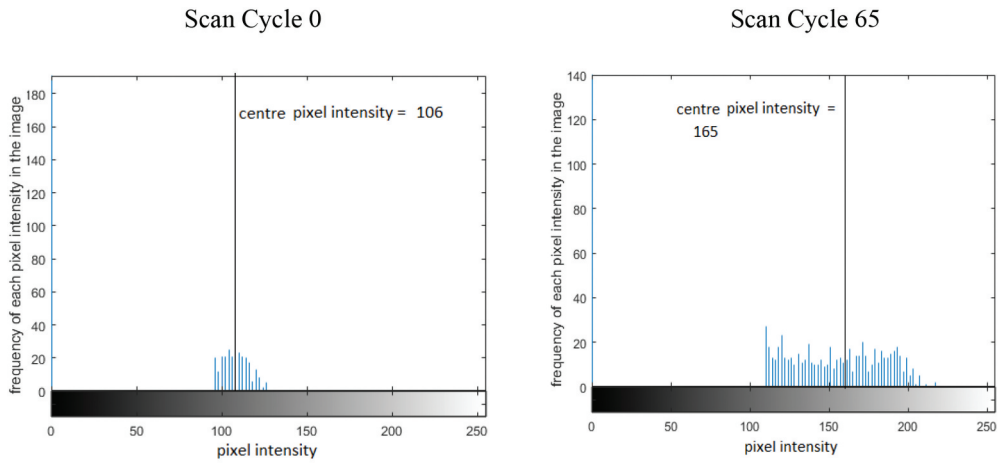 Scan Cycle 0
frequency of each pixel intensity in the image
180
160
140
120
100
80
60
40
20
0
centre pixel intensity = 106
0 50 100 150 200 250
pixel intensity
Scan Cycle 65
frequency of each pixel intensity in the image
140
120
100
80
60
40
20
0
centre pixel intensity =
165
0 50 100 150 200 250
pixel intensity